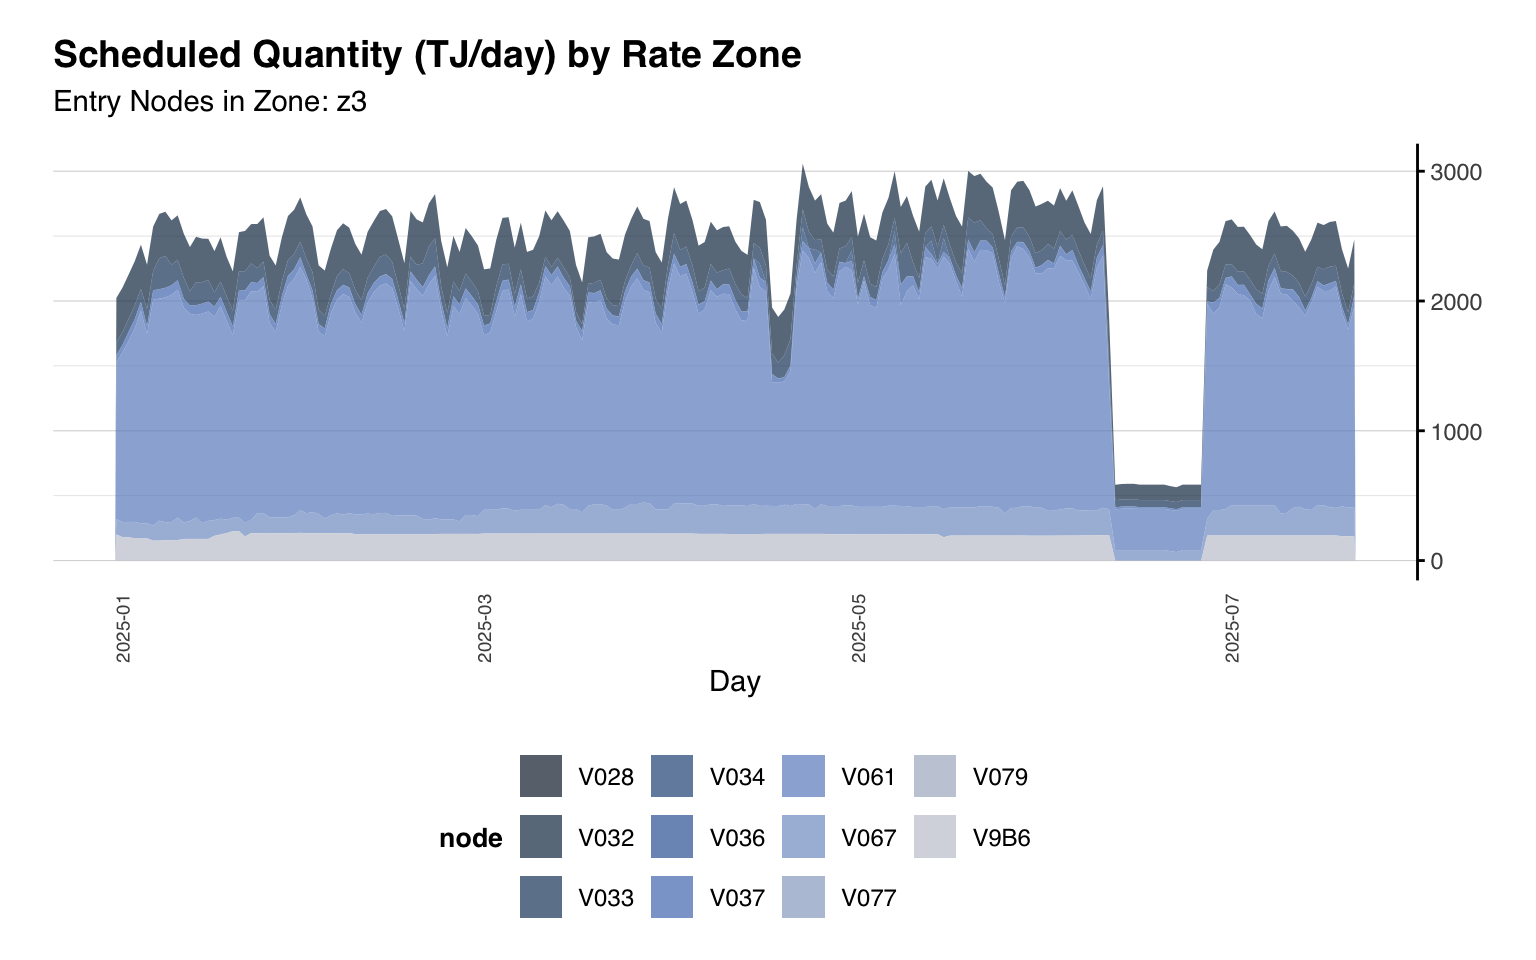 Scheduled Quantity (TJ/day) by Rate Zone
Entry Nodes in Zone: z3
3000
2000
1000
0
2025-01
2025-03
2025-05
2025-07
Day
node
V028
V034
V061
V079
V032
V036
V067
V9B6
V033
V037
V077